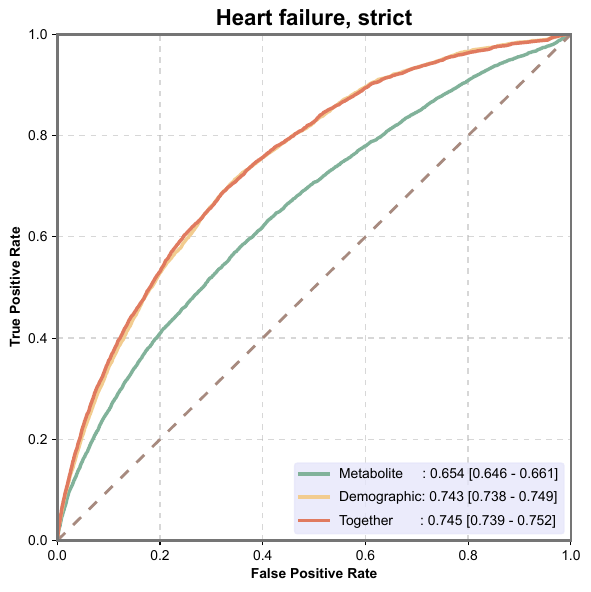 Heart failure, strict
True Positive Rate
1.0
0.8
0.6
0.4
0.2
0.0
Metabolite : 0.654 [0.646 - 0.661]
Demographic: 0.743 [0.738 - 0.749]
Together : 0.745 [0.739 - 0.752]
0.0 0.2 0.4 0.6 0.8 1.0
False Positive Rate